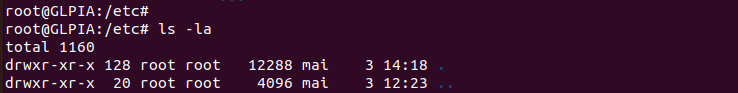 root@GLPIA:/etc#
root@GLPIA:/etc# ls -la
total 1160
drwxr-xr-x 128 root root   12288 mai    3 14:18 .
drwxr-xr-x  20 root root    4096 mai    3 12:23 ..